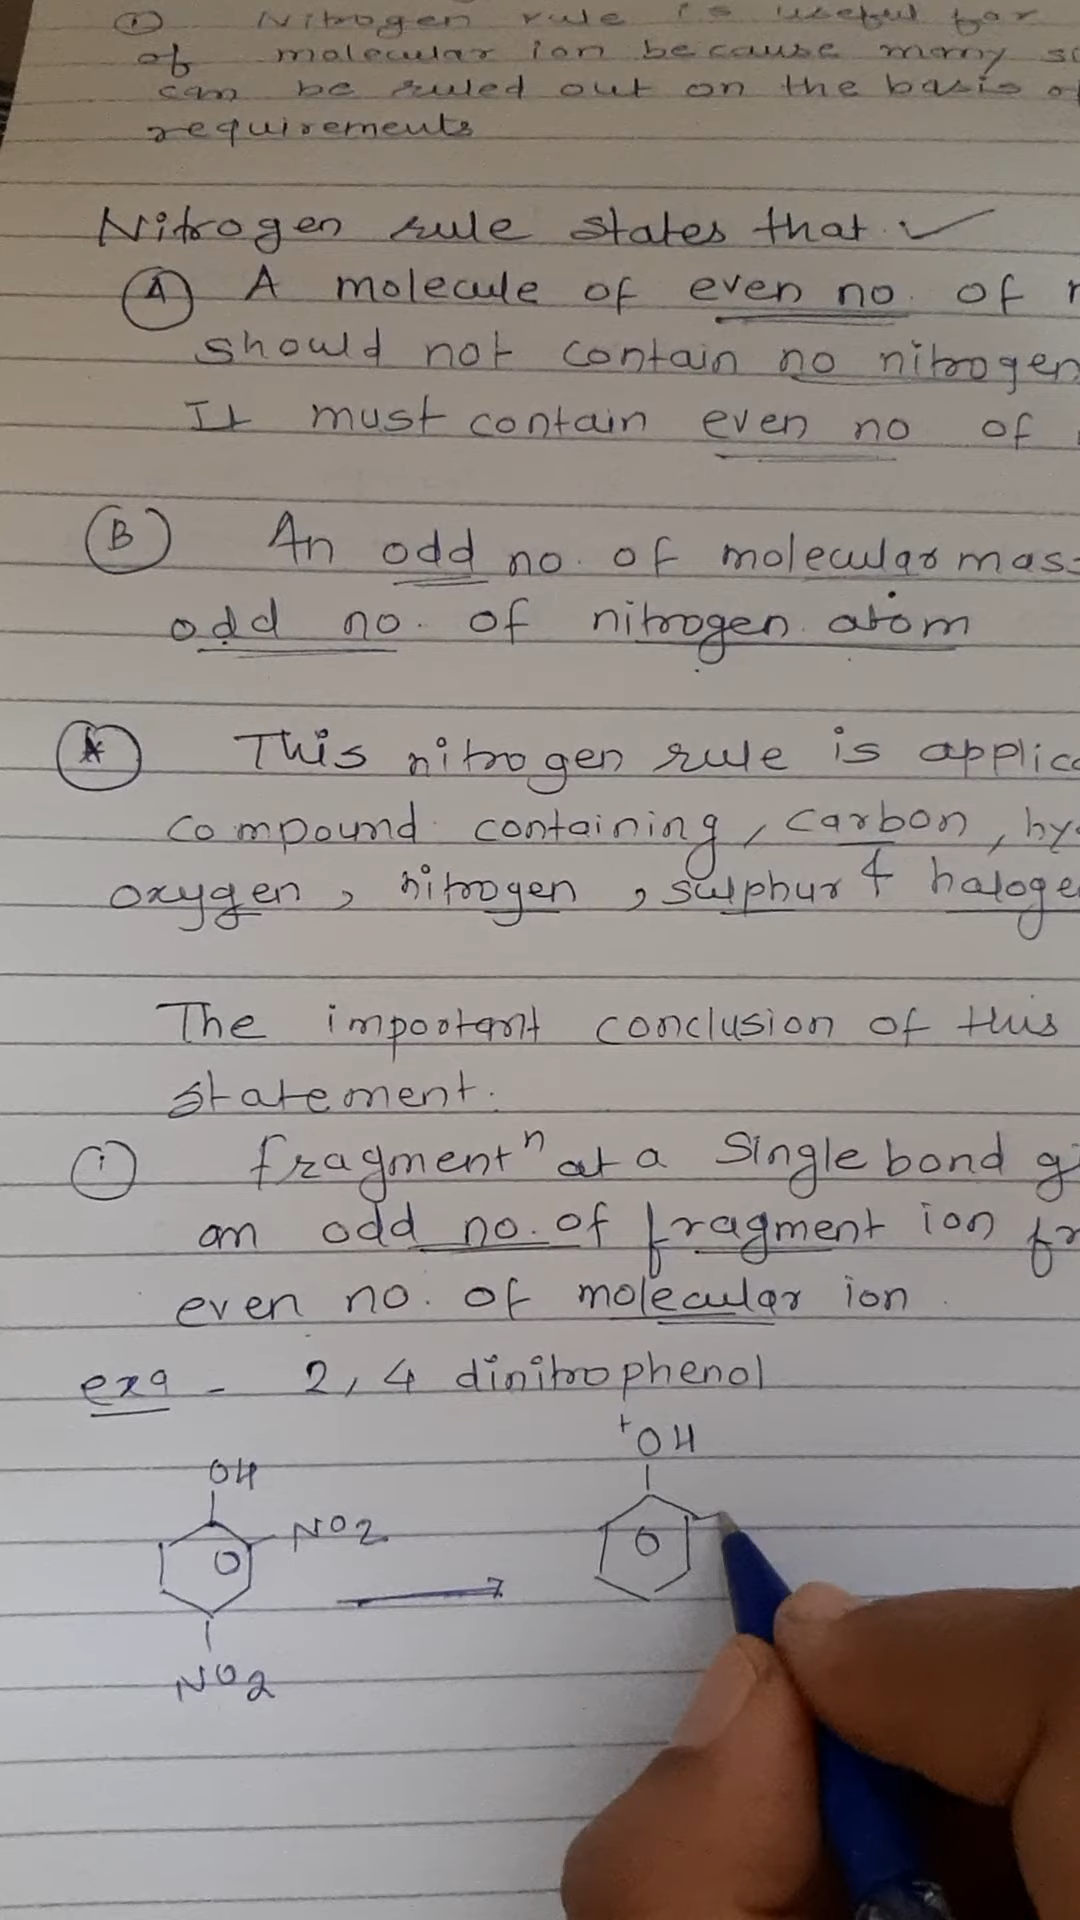 ① Nitrogen rule is useful for
of molecular ion because many
can be ruled out on the basis of
requirements
Nitrogen rule states that ✓
Ⓐ A molecule of even no. of
should not contain no nitrogen
It must contain even no of
Ⓑ An odd no. of molecular mass
odd no. of nitrogen atom
This nitrogen rule is applic
compound containing, carbon, hy
oxygen, nitrogen, sulphur & haloge
The important conclusion of this
statement.
ⓘ fragmentⁿ at a single bond gi
an odd no. of fragment ion fr
even no. of molecular ion
exa - 2, 4 dinitrophenol
+OH
OH
NO2
NO2